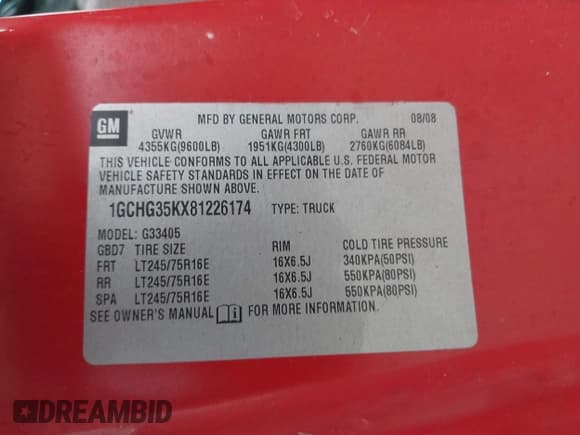 GM
MFD BY GENERAL MOTORS CORP. 08/08
GVWR GAWR FRT GAWR RR
4355KG(9600LB) 1951KG(4300LB) 2760KG(6084LB)
THIS VEHICLE CONFORMS TO ALL APPLICABLE U.S. FEDERAL MOTOR
VEHICLE SAFETY STANDARDS IN EFFECT ON THE DATE OF
MANUFACTURE SHOWN ABOVE.
1GCHG35KX81226174 TYPE: TRUCK
MODEL: G33405
GBD7 TIRE SIZE RIM COLD TIRE PRESSURE
FRT LT245/75R16E 16X6.5J 340KPA(50PSI)
RR LT245/75R16E 16X6.5J 550KPA(80PSI)
SPA LT245/75R16E 16X6.5J 550KPA(80PSI)
SEE OWNER'S MANUAL FOR MORE INFORMATION.
DREAMBID